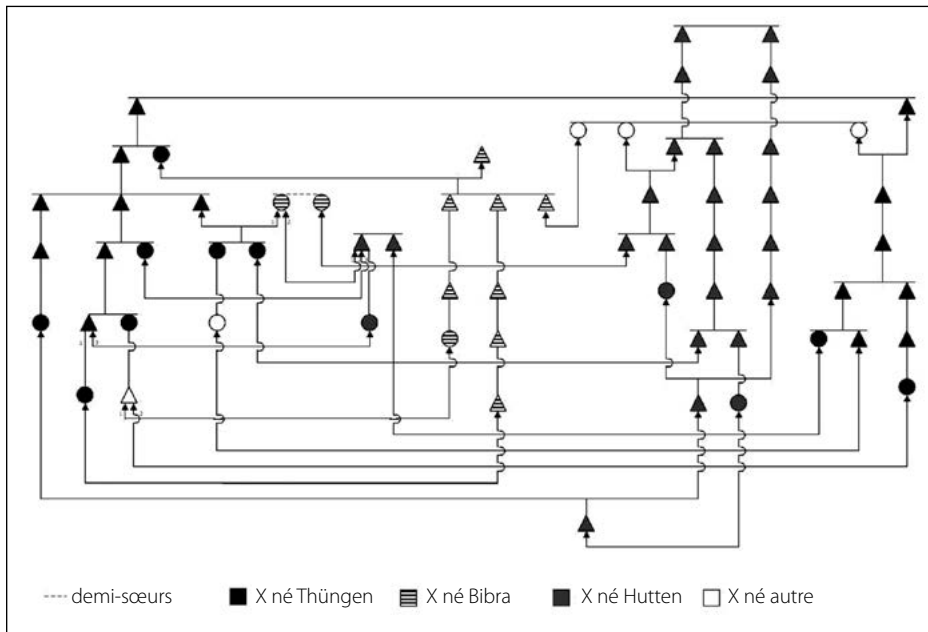 ---- demi-sœurs X né Thüngen X né Bibra X né Hutten X né autre